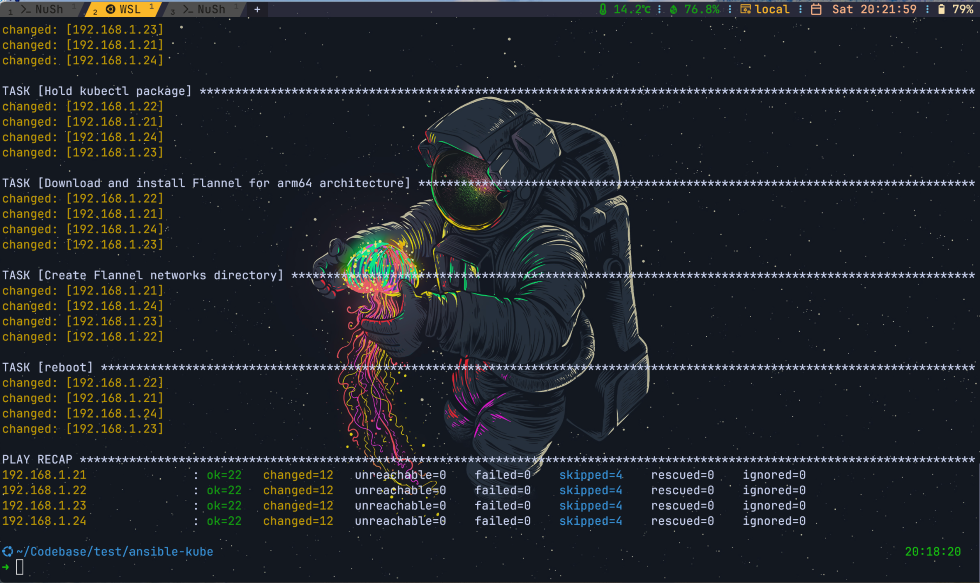 1 NuShell 1 2 WSL 1 3 NuSh 1 + 14.2℃ 76.8% local Sat 20:21:59 79%
changed: [192.168.1.23]
changed: [192.168.1.21]
changed: [192.168.1.24]
TASK [Hold kubectl package] ****************************************************************************************************
changed: [192.168.1.22]
changed: [192.168.1.21]
changed: [192.168.1.24]
changed: [192.168.1.23]
TASK [Download and install Flannel for arm64 architecture] *********************************************************************
changed: [192.168.1.22]
changed: [192.168.1.21]
changed: [192.168.1.24]
changed: [192.168.1.23]
TASK [Create Flannel networks directory] ***************************************************************************************
changed: [192.168.1.21]
changed: [192.168.1.24]
changed: [192.168.1.23]
changed: [192.168.1.22]
TASK [reboot] ******************************************************************************************************************
changed: [192.168.1.22]
changed: [192.168.1.21]
changed: [192.168.1.24]
changed: [192.168.1.23]
PLAY RECAP *********************************************************************************************************************
192.168.1.21 : ok=22 changed=12 unreachable=0 failed=0 skipped=4 rescued=0 ignored=0
192.168.1.22 : ok=22 changed=12 unreachable=0 failed=0 skipped=4 rescued=0 ignored=0
192.168.1.23 : ok=22 changed=12 unreachable=0 failed=0 skipped=4 rescued=0 ignored=0
192.168.1.24 : ok=22 changed=12 unreachable=0 failed=0 skipped=4 rescued=0 ignored=0
~/Codebase/test/ansible-kube 20:18:20
→